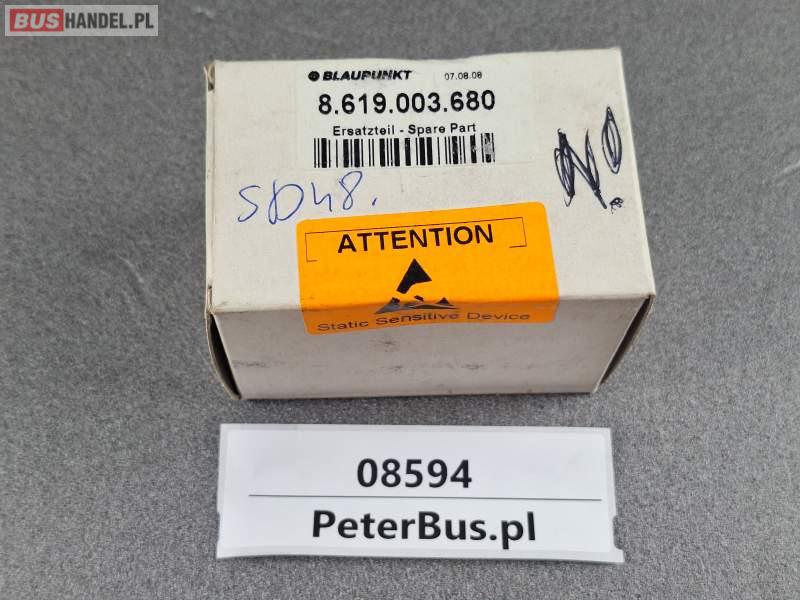 BUSHANDEL.PL
BLAUPUNKT 07.08.08
8.619.003.680
Ersatzteil - Spare Part
ATTENTION
Static Sensitive Device
08594
PeterBus.pl